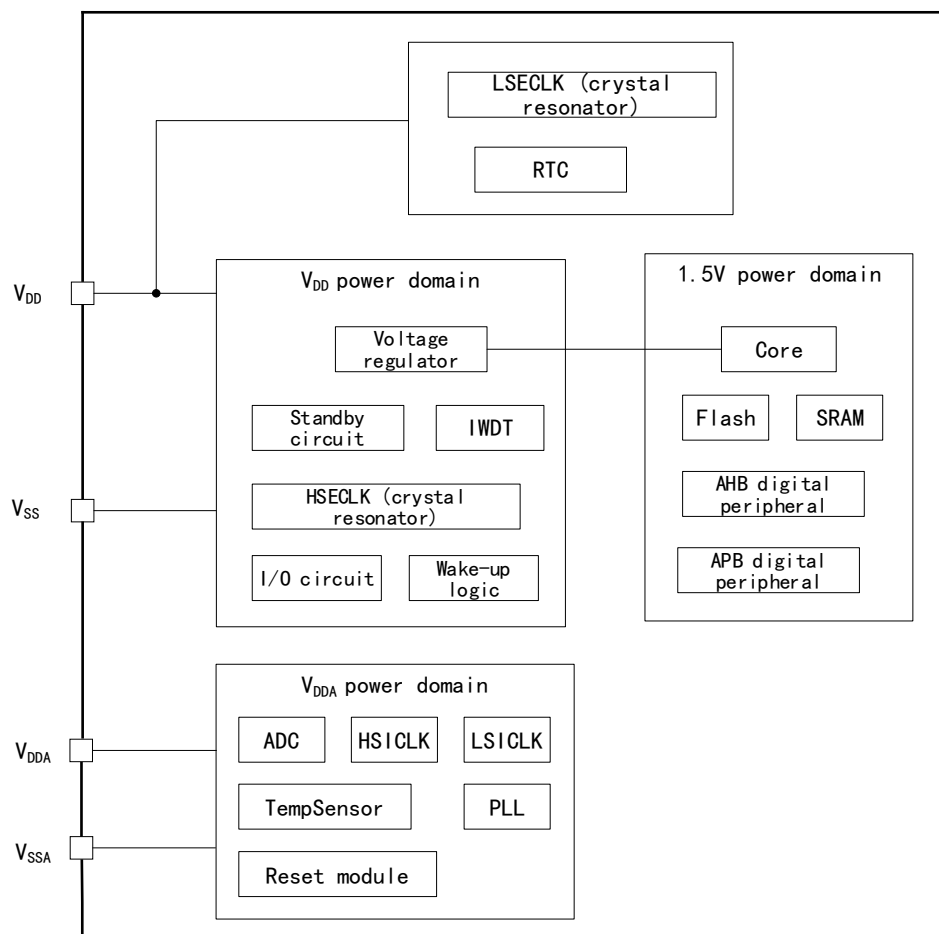 LSECLK (crystal
resonator)
RTC
V_DD
V_DD power domain
Voltage
regulator
Standby
circuit
IWDT
HSECLK (crystal
resonator)
I/O circuit
Wake-up
logic
1.5V power domain
Core
Flash
SRAM
AHB digital
peripheral
APB digital
peripheral
V_SS
V_DDA power domain
ADC
HSICLK
LSICLK
TempSensor
PLL
Reset module
V_DDA
V_SSA